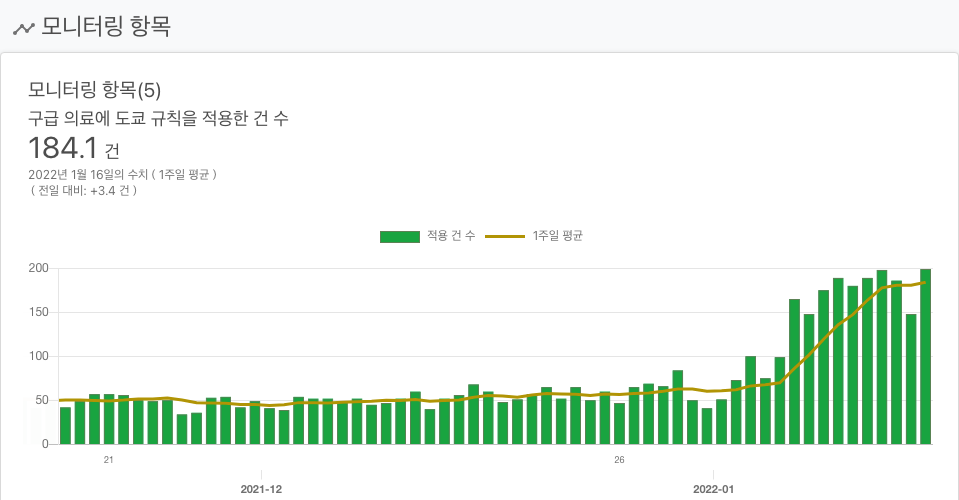 모니터링 항목
모니터링 항목(5)
구급 의료에 도쿄 규칙을 적용한 건 수
184.1 건
2022년 1월 16일의 수치 ( 1주일 평균 )
( 전일 대비: +3.4 건 )
적용 건 수 1주일 평균
200
150
100
50
0
21 26
2021-12 2022-01